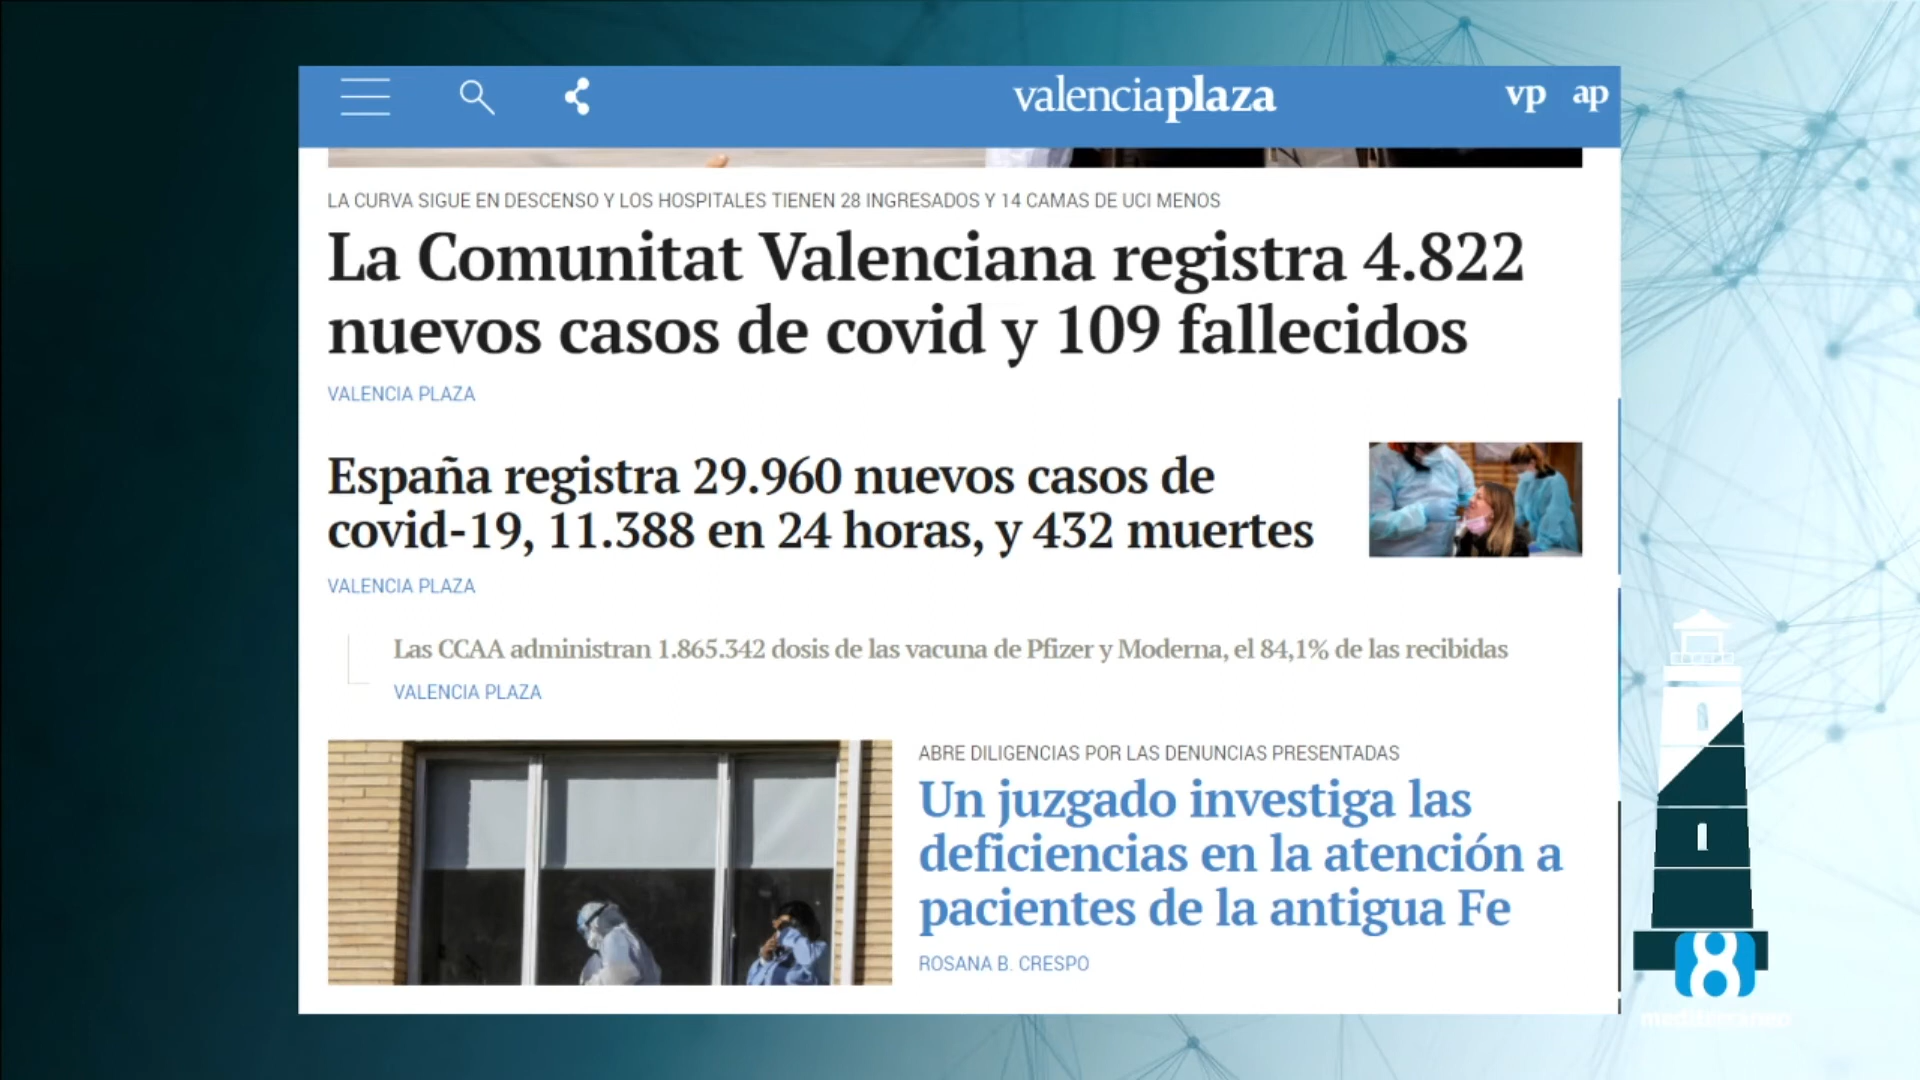 valenciaplaza
vp ap
LA CURVA SIGUE EN DESCENSO Y LOS HOSPITALES TIENEN 28 INGRESADOS Y 14 CAMAS DE UCI MENOS
La Comunitat Valenciana registra 4.822
nuevos casos de covid y 109 fallecidos
VALENCIA PLAZA
España registra 29.960 nuevos casos de
covid-19, 11.388 en 24 horas, y 432 muertes
VALENCIA PLAZA
Las CCAA administran 1.865.342 dosis de las vacuna de Pfizer y Moderna, el 84,1% de las recibidas
VALENCIA PLAZA
ABRE DILIGENCIAS POR LAS DENUNCIAS PRESENTADAS
Un juzgado investiga las
deficiencias en la atención a
pacientes de la antigua Fe
ROSANA B. CRESPO
8
mediterráneo